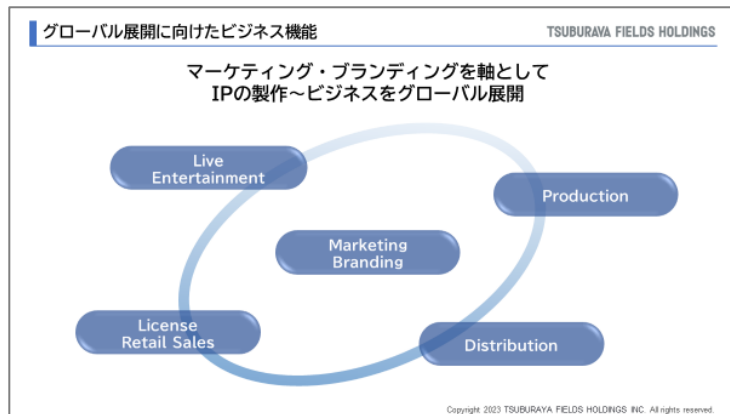 グローバル展開に向けたビジネス機能
TSUBURAYA FIELDS HOLDINGS
マーケティング・ブランディングを軸として
IPの製作～ビジネスをグローバル展開
Live
Entertainment
Production
Marketing
Branding
License
Retail Sales
Distribution
Copyright 2023 TSUBURAYA FIELDS HOLDINGS INC. All rights reserved.